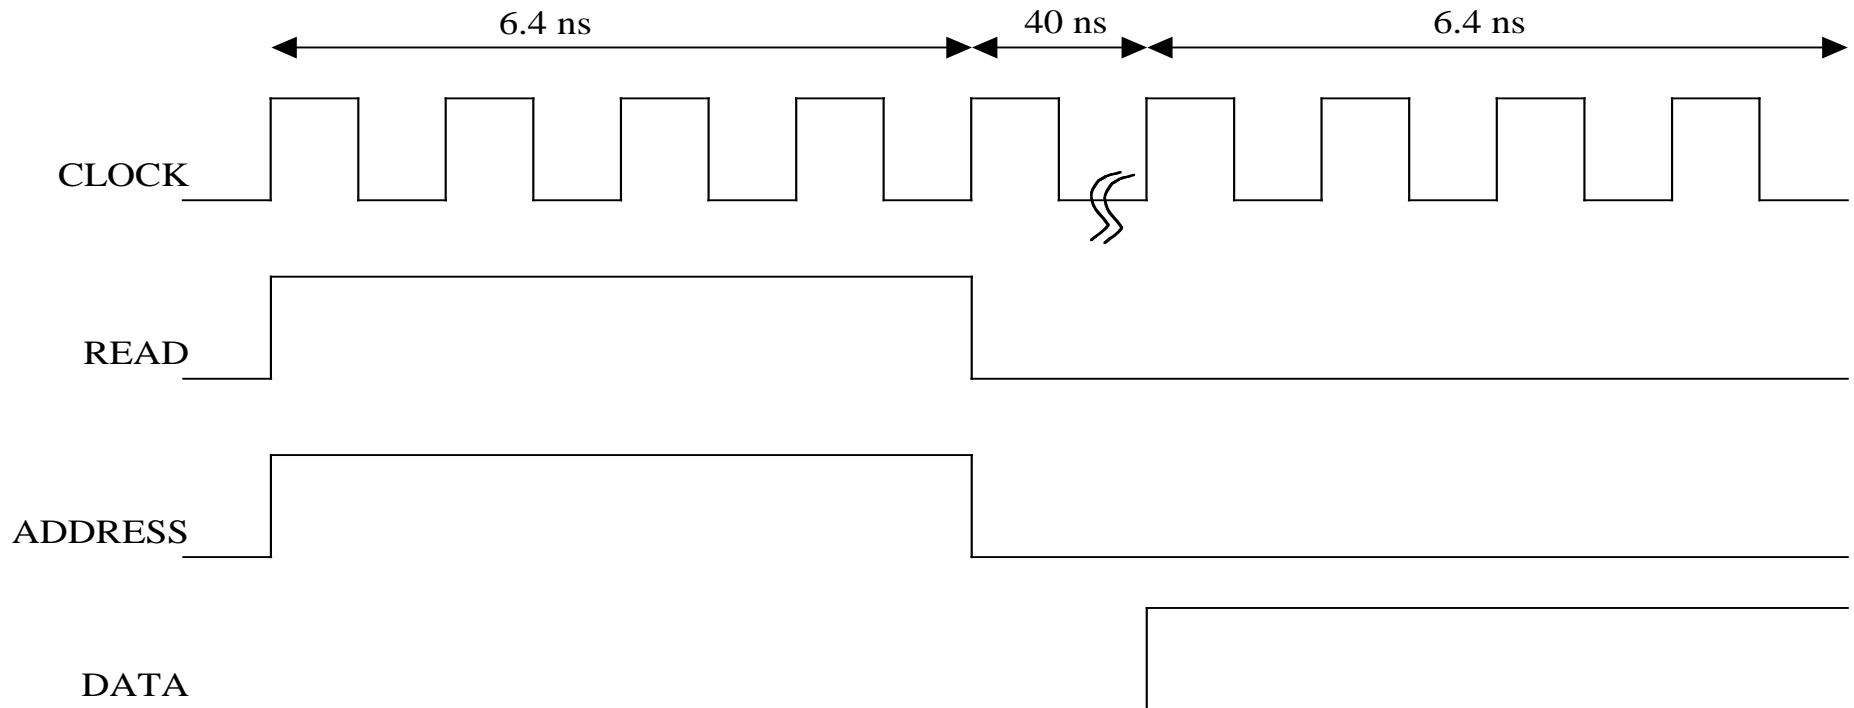 6.4 ns 40 ns 6.4 ns
CLOCK
READ
ADDRESS
DATA